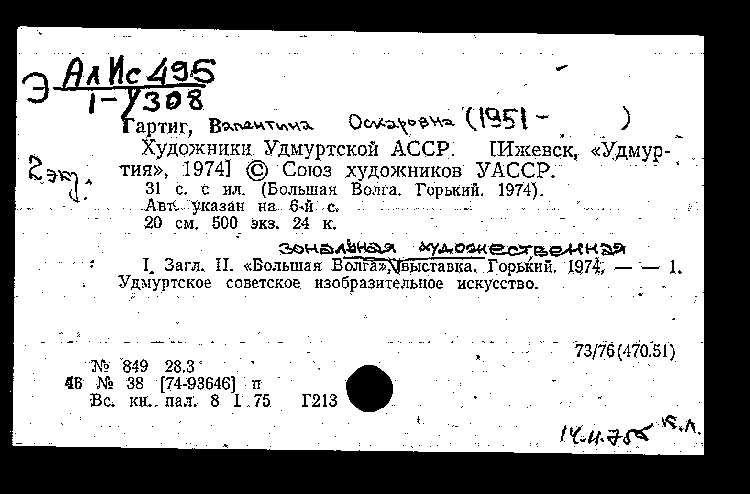 Э АлИс 495
1-У308
Гартиг, Валентина Оскаровна (1951- )
Художники Удмуртской АССР. [Ижевск, «Удмур-
2 экз.
тия», 1974] © Союз художников УАССР.
31 с. с ил. (Большая Волга. Горький. 1974).
Авт. указан на 6-й с.
20 см. 500 экз. 24 к.
зональная художественная
I. Загл. II. «Большая Волга», выставка. Горький. 1974; — — 1.
Удмуртское советское изобразительное искусство.
73/76(470.51)
№ 849 28.3
46 № 38 [74-93646] п
Вс. кн. пал. 8 I 75 Г213
К.Л.